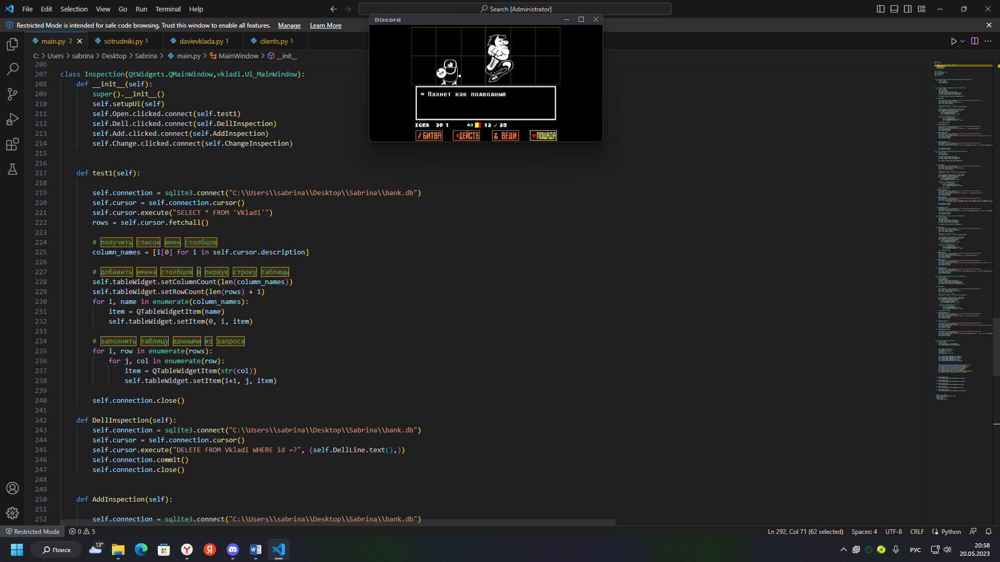 File Edit Selection View Go Run Terminal Help
Search [Administrator]
Restricted Mode is intended for safe code browsing. Trust this window to enable all features. Manage Learn More
main.py 2
sotrudniki.py 1
davievklada.py 1
clients.py 1
C: > Users > sabrina > Desktop > Sabrina > main.py > MainWindow > __init__
Discord
* Пахнет как подводный
IGOR УР 1 03 12 / 20
БИТВА
ДЕЙСТВ
ВЕЩИ
ПОЩАДА
206
207 class Inspection(QtWidgets.QMainWindow,vkladi.Ui_MainWindow):
208 def __init__(self):
209 super().__init__()
210 self.setupUi(self)
211 self.Open.clicked.connect(self.test1)
212 self.Dell.clicked.connect(self.DellInspection)
213 self.Add.clicked.connect(self.AddInspection)
214 self.Change.clicked.connect(self.ChangeInspection)
215
216
217 def test1(self):
218
219 self.connection = sqlite3.connect("C:\\Users\\sabrina\\Desktop\\Sabrina\\bank.db")
220 self.cursor = self.connection.cursor()
221 self.cursor.execute("SELECT * FROM 'Vkladi'")
222 rows = self.cursor.fetchall()
223
224 # получить список имен столбцов
225 column_names = [i[0] for i in self.cursor.description]
226
227 # добавить имена столбцов в первую строку таблицы
228 self.tableWidget.setColumnCount(len(column_names))
229 self.tableWidget.setRowCount(len(rows) + 1)
230 for i, name in enumerate(column_names):
231 item = QTableWidgetItem(name)
232 self.tableWidget.setItem(0, i, item)
233
234 # заполнить таблицу данными из запроса
235 for i, row in enumerate(rows):
236 for j, col in enumerate(row):
237 item = QTableWidgetItem(str(col))
238 self.tableWidget.setItem(i+1, j, item)
239
240 self.connection.close()
241
242 def DellInspection(self):
243 self.connection = sqlite3.connect("C:\\Users\\sabrina\\Desktop\\Sabrina\\bank.db")
244 self.cursor = self.connection.cursor()
245 self.cursor.execute("DELETE FROM Vkladi WHERE id =?", (self.DellLine.text(),))
246 self.connection.commit()
247 self.connection.close()
248
249
250 def AddInspection(self):
251
252 self.connection = sqlite3.connect("C:\\Users\\sabrina\\Desktop\\Sabrina\\bank.db")
Restricted Mode 0 5
Ln 292, Col 71 (62 selected) Spaces: 4 UTF-8 CRLF Python
Поиск
13°
РУС
20:58
20.05.2023